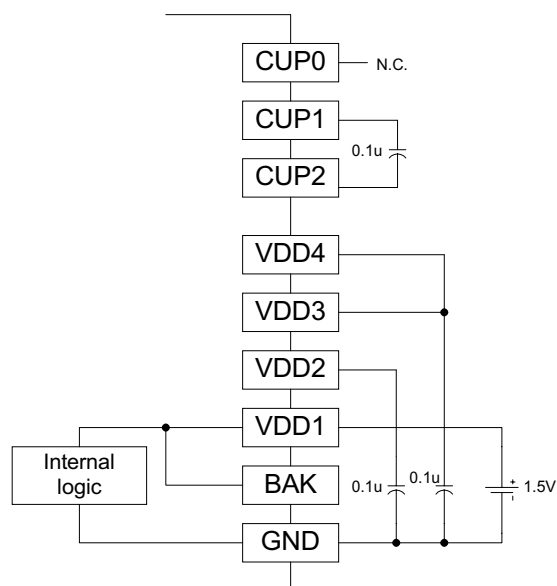 CUP0
N.C.
CUP1
0.1u
CUP2
VDD4
VDD3
VDD2
VDD1
Internal
logic
BAK
0.1u
0.1u
+
-
1.5V
GND